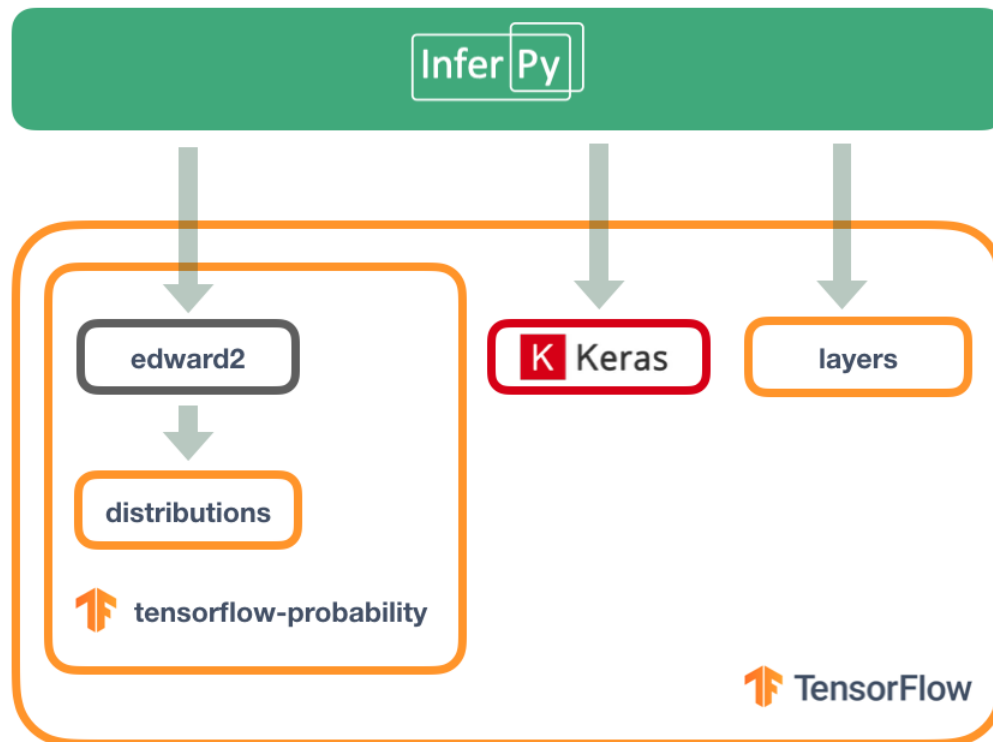 InferPy
edward2
K Keras
layers
distributions
tensorflow-probability
TensorFlow